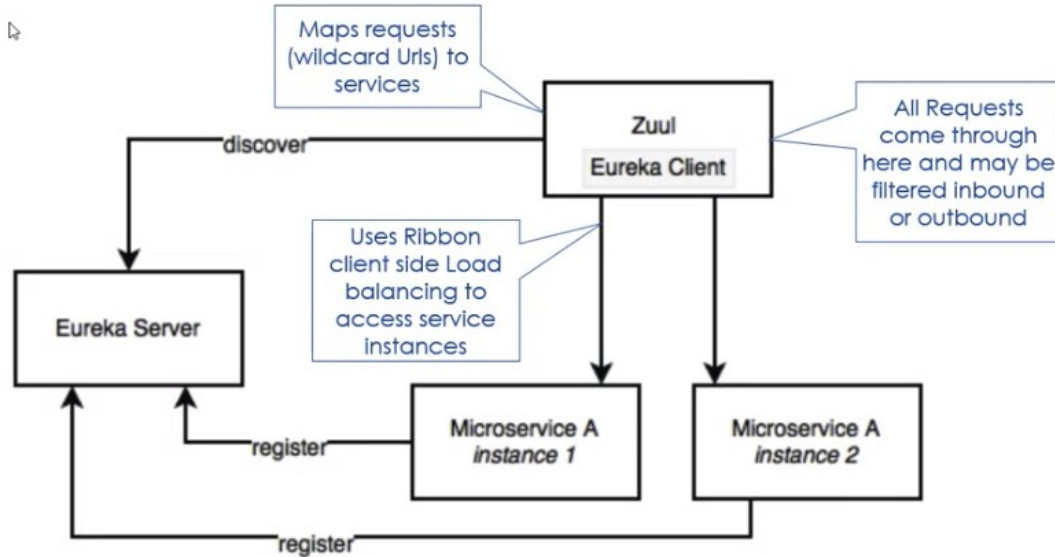 Maps requests
(wildcard Urls) to
services
Zuul
Eureka Client
All Requests
come through
here and may be
filtered inbound
or outbound
discover
Uses Ribbon
client side Load
balancing to
access service
instances
Eureka Server
Microservice A
instance 1
Microservice A
instance 2
register
register